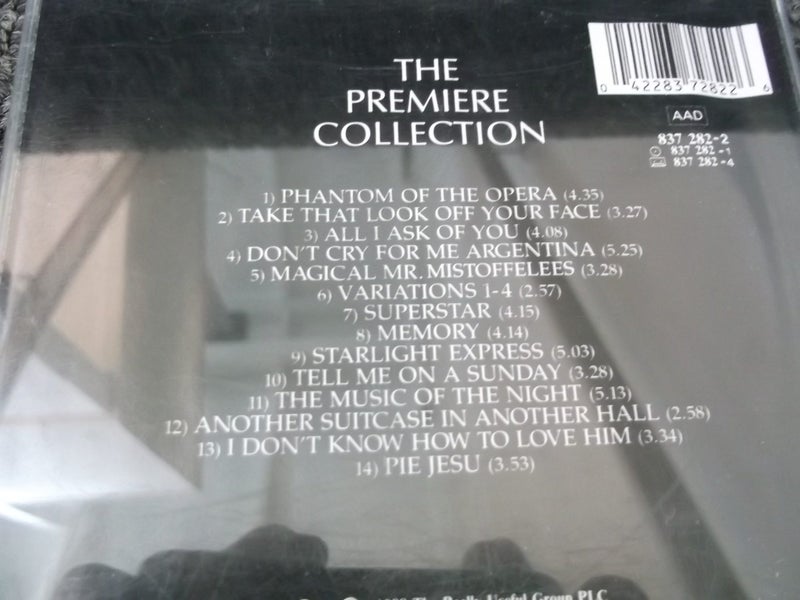 THE
PREMIERE
COLLECTION
0 42283 72822 6
AAD
837 282-2
837 282-1
837 282-4
1) PHANTOM OF THE OPERA (4.35)
2) TAKE THAT LOOK OFF YOUR FACE (3.27)
3) ALL I ASK OF YOU (4.08)
4) DON'T CRY FOR ME ARGENTINA (5.25)
5) MAGICAL MR. MISTOFFELEES (3.28)
6) VARIATIONS 1-4 (2.57)
7) SUPERSTAR (4.15)
8) MEMORY (4.14)
9) STARLIGHT EXPRESS (5.03)
10) TELL ME ON A SUNDAY (3.28)
11) THE MUSIC OF THE NIGHT (5.13)
12) ANOTHER SUITCASE IN ANOTHER HALL (2.58)
13) I DON'T KNOW HOW TO LOVE HIM (3.34)
14) PIE JESU (3.53)
The Really Useful Group PLC